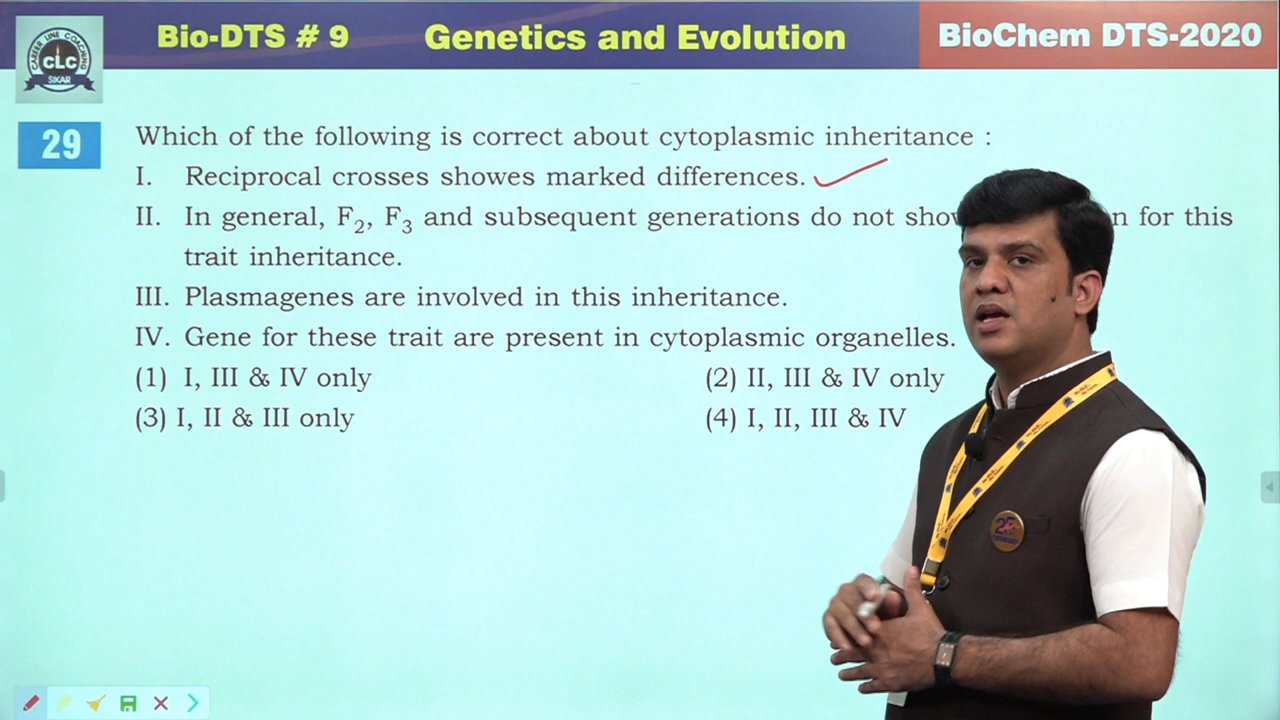 Bio-DTS # 9
Genetics and Evolution
BioChem DTS-2020
CAREER LINE COACHING
CLC
SIKAR
29
Which of the following is correct about cytoplasmic inheritance :
I. Reciprocal crosses showes marked differences.
II. In general, F2, F3 and subsequent generations do not for this
trait inheritance.
III. Plasmagenes are involved in this inheritance.
IV. Gene for these trait are present in cytoplasmic organelles.
(1) I, III & IV only
(2) II, III & IV only
(3) I, II & III only
(4) I, II, III & IV